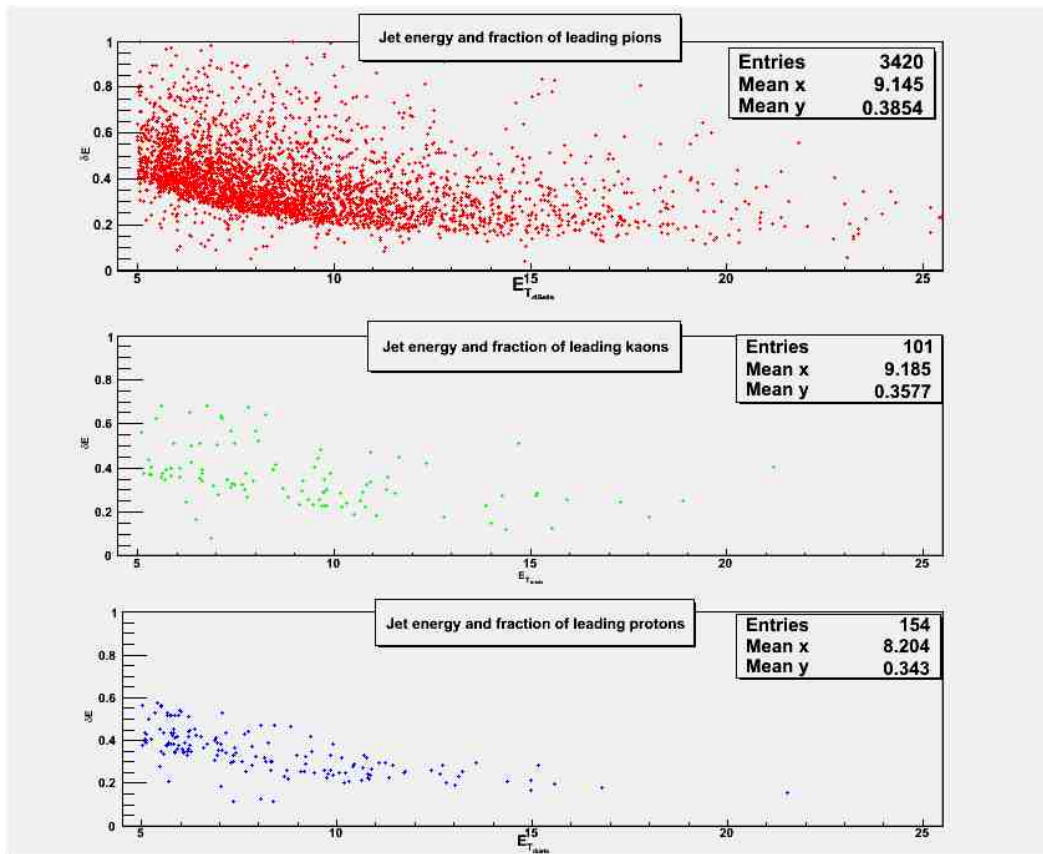 Jet energy and fraction of leading pions
Entries 3420
Mean x 9.145
Mean y 0.3854
1
0.8
0.6
0.4
0.2
0
δE
5 10 15 20 25
E T
Jet energy and fraction of leading kaons
Entries 101
Mean x 9.185
Mean y 0.3577
1
0.8
0.6
0.4
0.2
0
δE
5 10 15 20 25
E T
Jet energy and fraction of leading protons
Entries 154
Mean x 8.204
Mean y 0.343
1
0.8
0.6
0.4
0.2
0
δE
5 10 15 20 25
E T